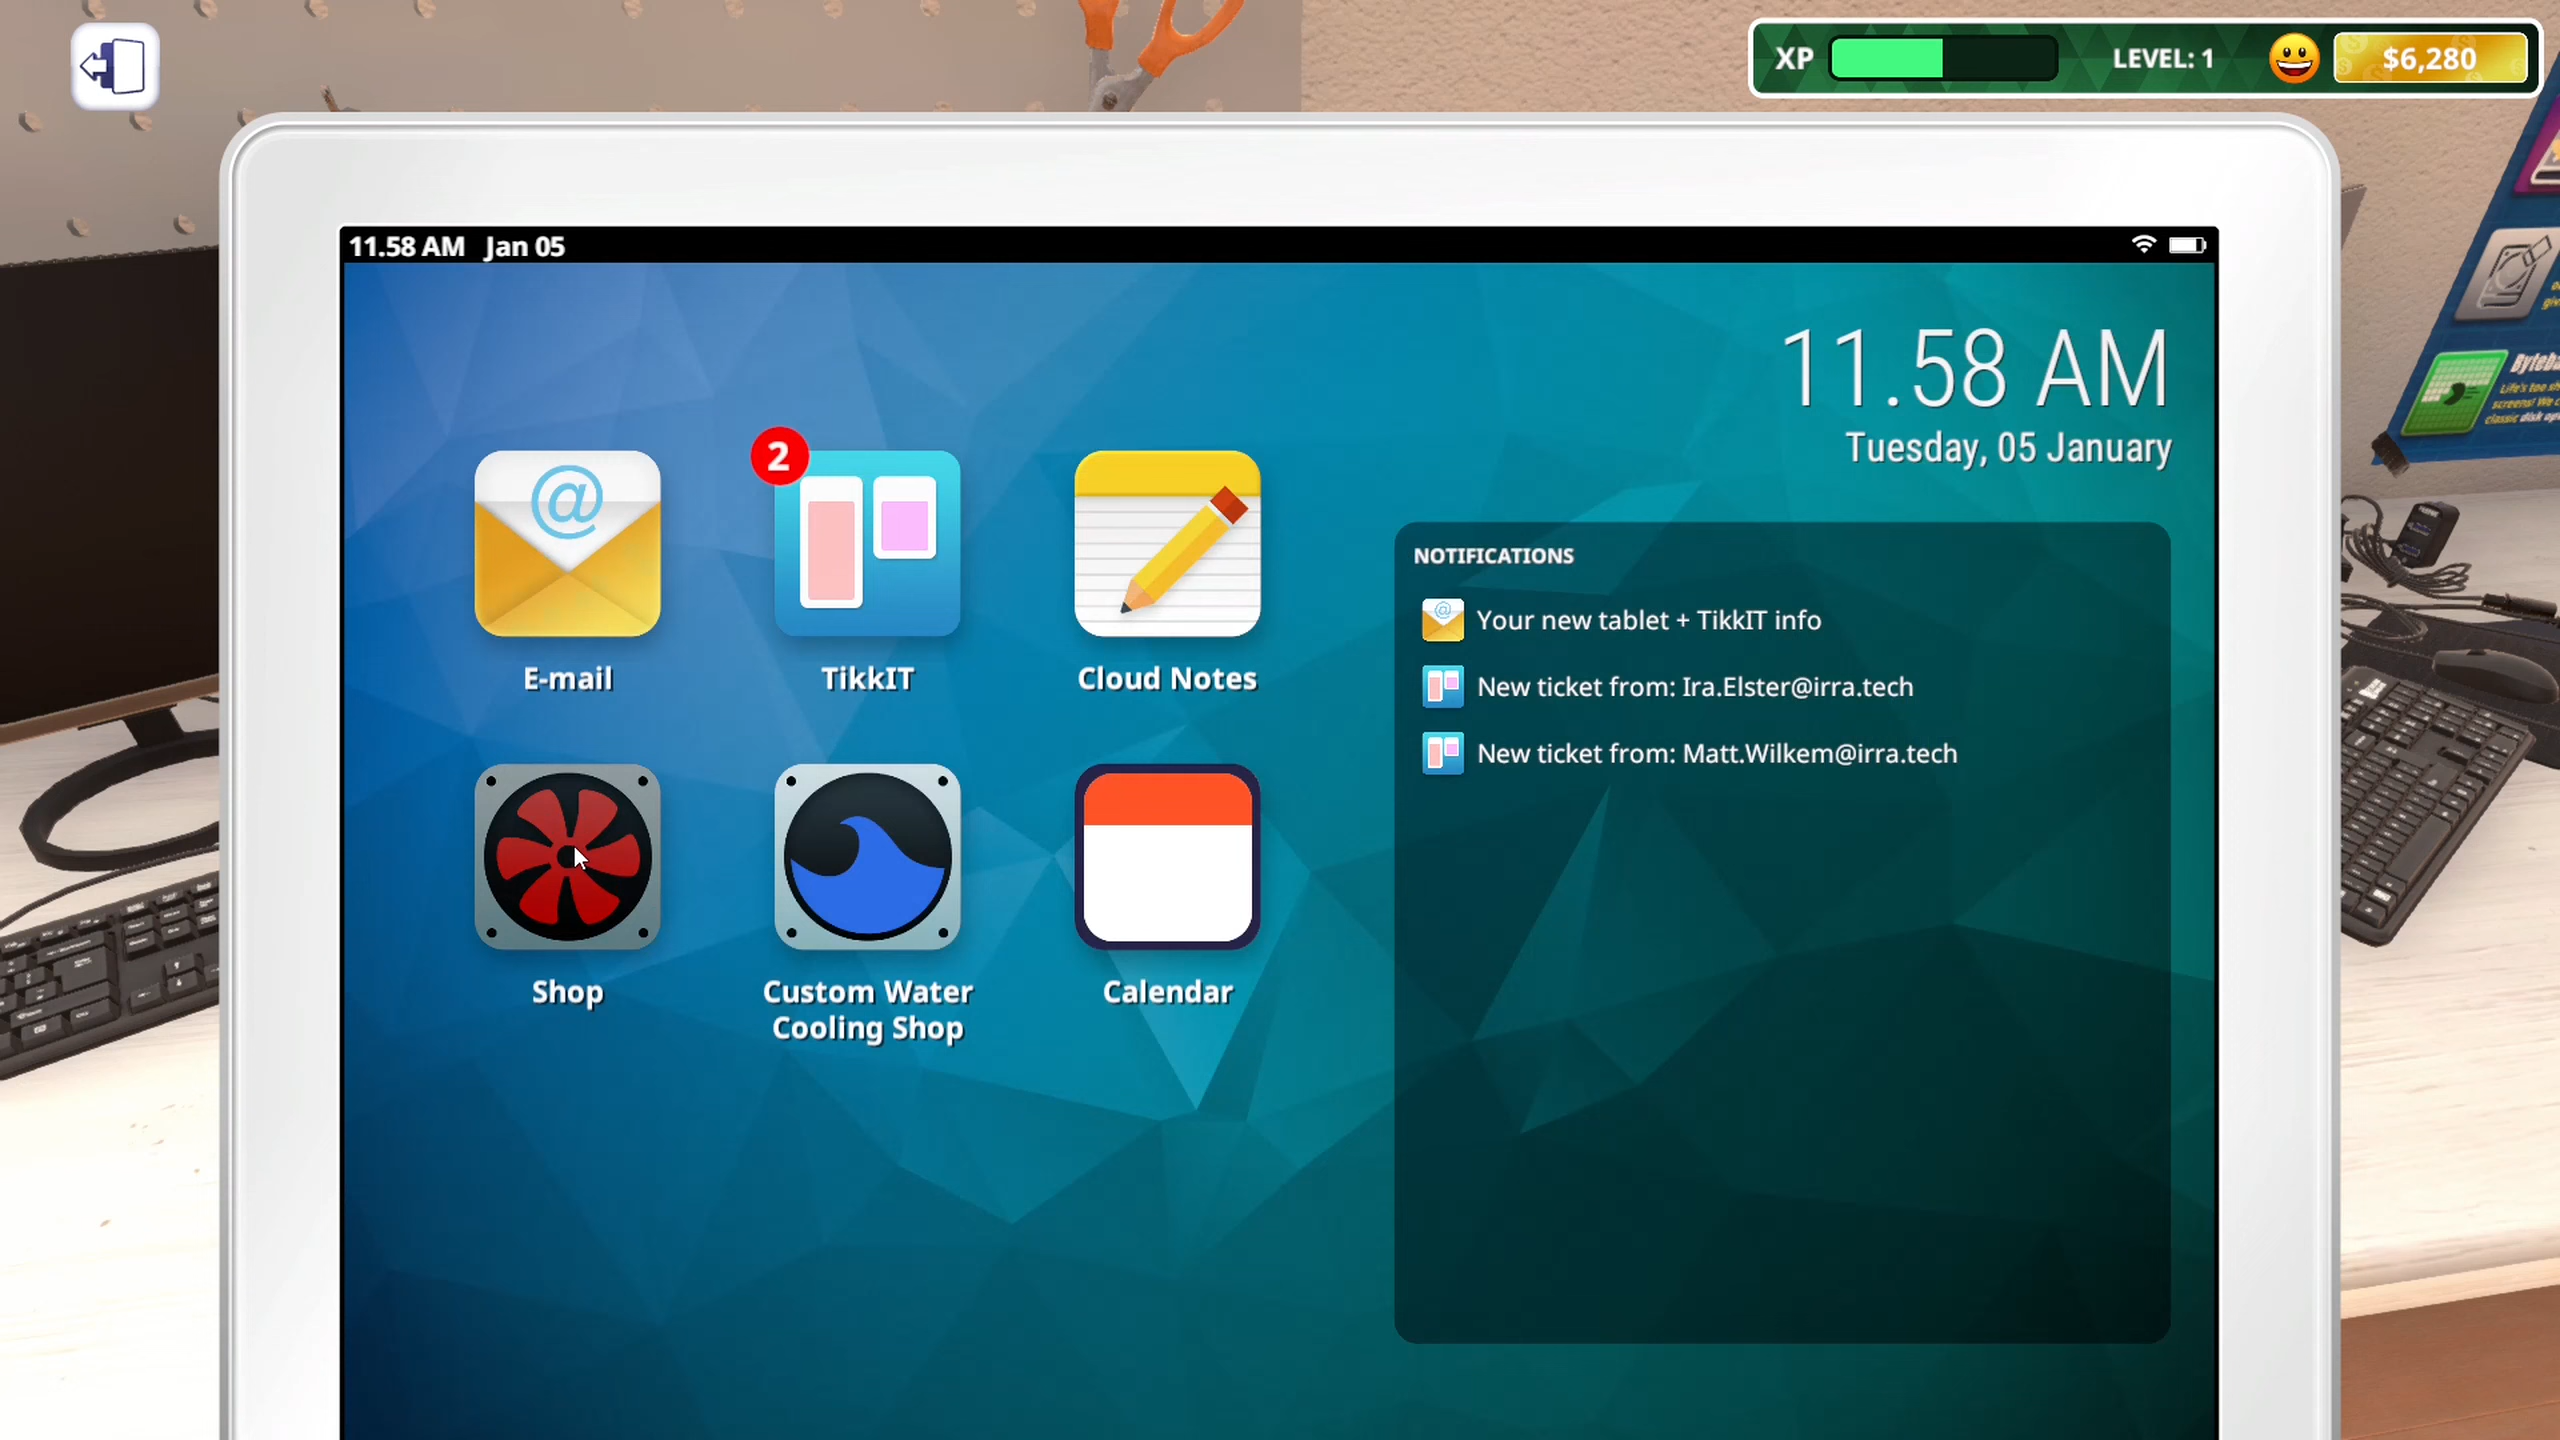 XP
LEVEL: 1
$6,280
11.58 AM Jan 05
11.58 AM
Tuesday, 05 January
2
E-mail
TikkIT
Cloud Notes
Shop
Custom Water
Cooling Shop
Calendar
NOTIFICATIONS
Your new tablet + TikkIT info
New ticket from: Ira.Elster@irra.tech
New ticket from: Matt.Wilkem@irra.tech